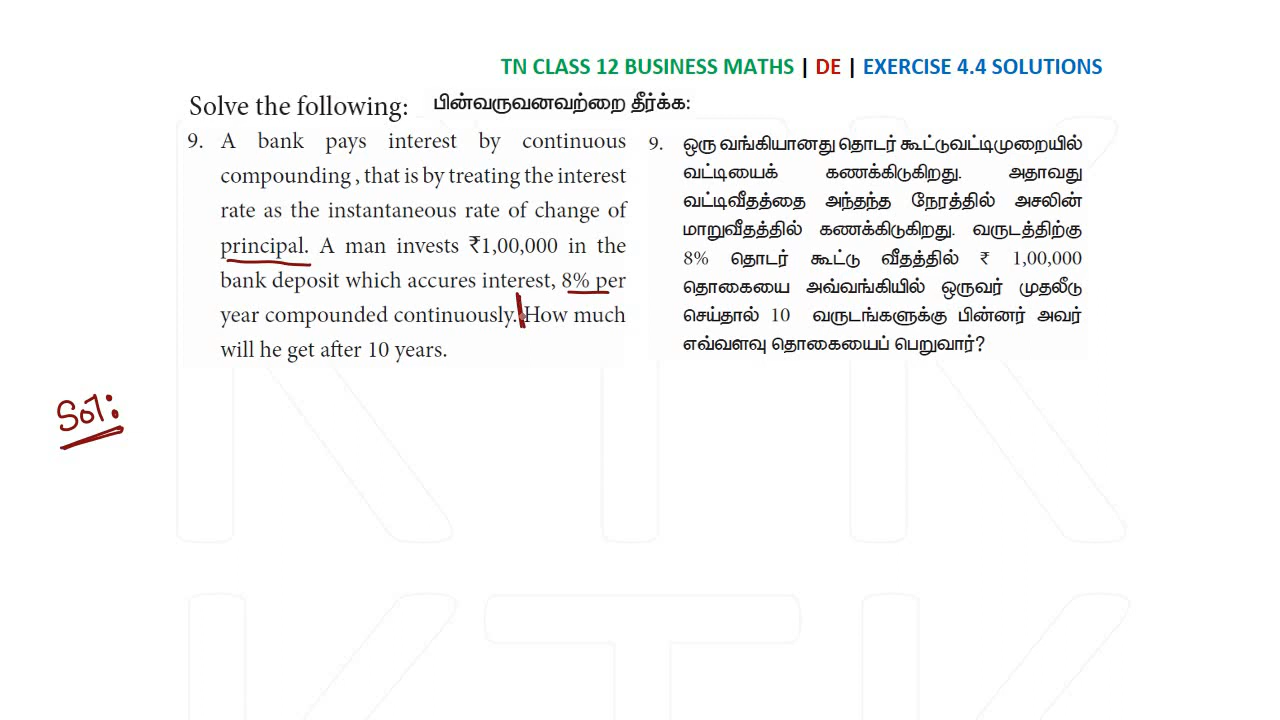 TN CLASS 12 BUSINESS MATHS | DE | EXERCISE 4.4 SOLUTIONS
Solve the following: பின்வருவனவற்றை தீர்க்க:
9. A bank pays interest by continuous
compounding , that is by treating the interest
rate as the instantaneous rate of change of
principal. A man invests ₹1,00,000 in the
bank deposit which accures interest, 8% per
year compounded continuously. How much
will he get after 10 years.
9. ஒரு வங்கியானது தொடர் கூட்டுவட்டிமுறையில்
வட்டியைக் கணக்கிடுகிறது. அதாவது
வட்டிவீதத்தை அந்தந்த நேரத்தில் அசலின்
மாறுவீதத்தில் கணக்கிடுகிறது. வருடத்திற்கு
8% தொடர் கூட்டு வீதத்தில் ₹ 1,00,000
தொகையை அவ்வங்கியில் ஒருவர் முதலீடு
செய்தால் 10 வருடங்களுக்கு பின்னர் அவர்
எவ்வளவு தொகையைப் பெறுவார்?
Sol:
KTK
KTK